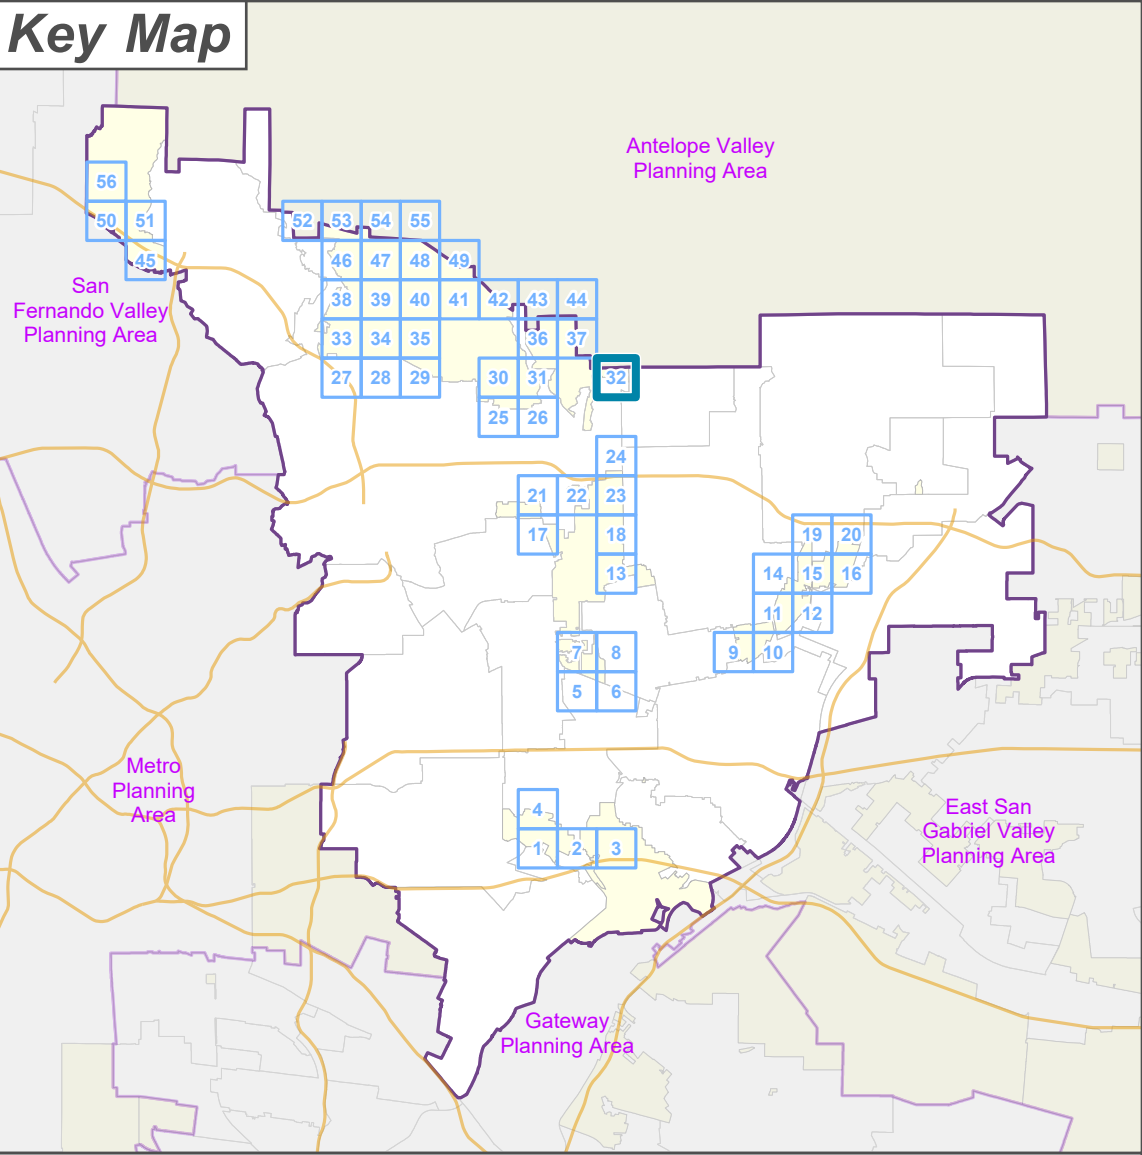 Key Map
Antelope Valley
Planning Area
56
50 51
45
52 53 54 55
46 47 48 49
San
Fernando Valley
Planning Area
38 39 40 41 42 43 44
33 34 35 36 37
27 28 29 30 31 32
25 26
24
21 22 23
17 18 19 20
13 14 15 16
11 12
7 8 9 10
5 6
Metro
Planning
Area
4
1 2 3
East San
Gabriel Valley
Planning Area
Gateway
Planning Area